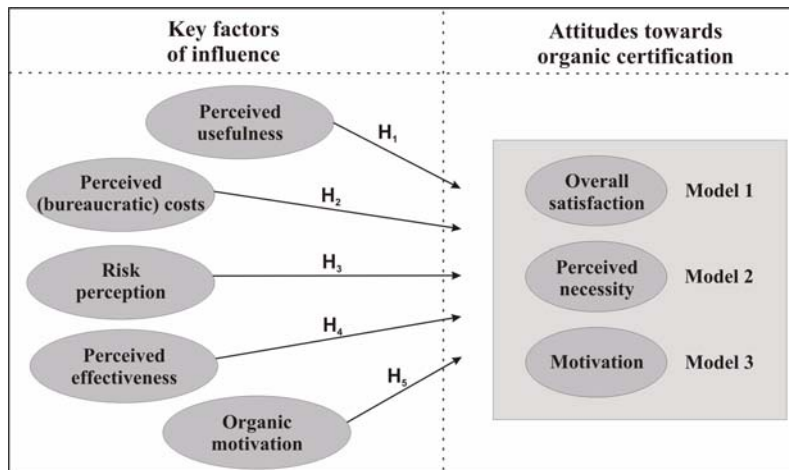 Key factors
of influence
Attitudes towards
organic certification
Perceived
usefulness
H₁
Perceived
(bureaucratic) costs
H₂
Risk
perception
H₃
Perceived
effectiveness
H₄
Organic
motivation
H₅
Overall
satisfaction
Model 1
Perceived
necessity
Model 2
Motivation
Model 3